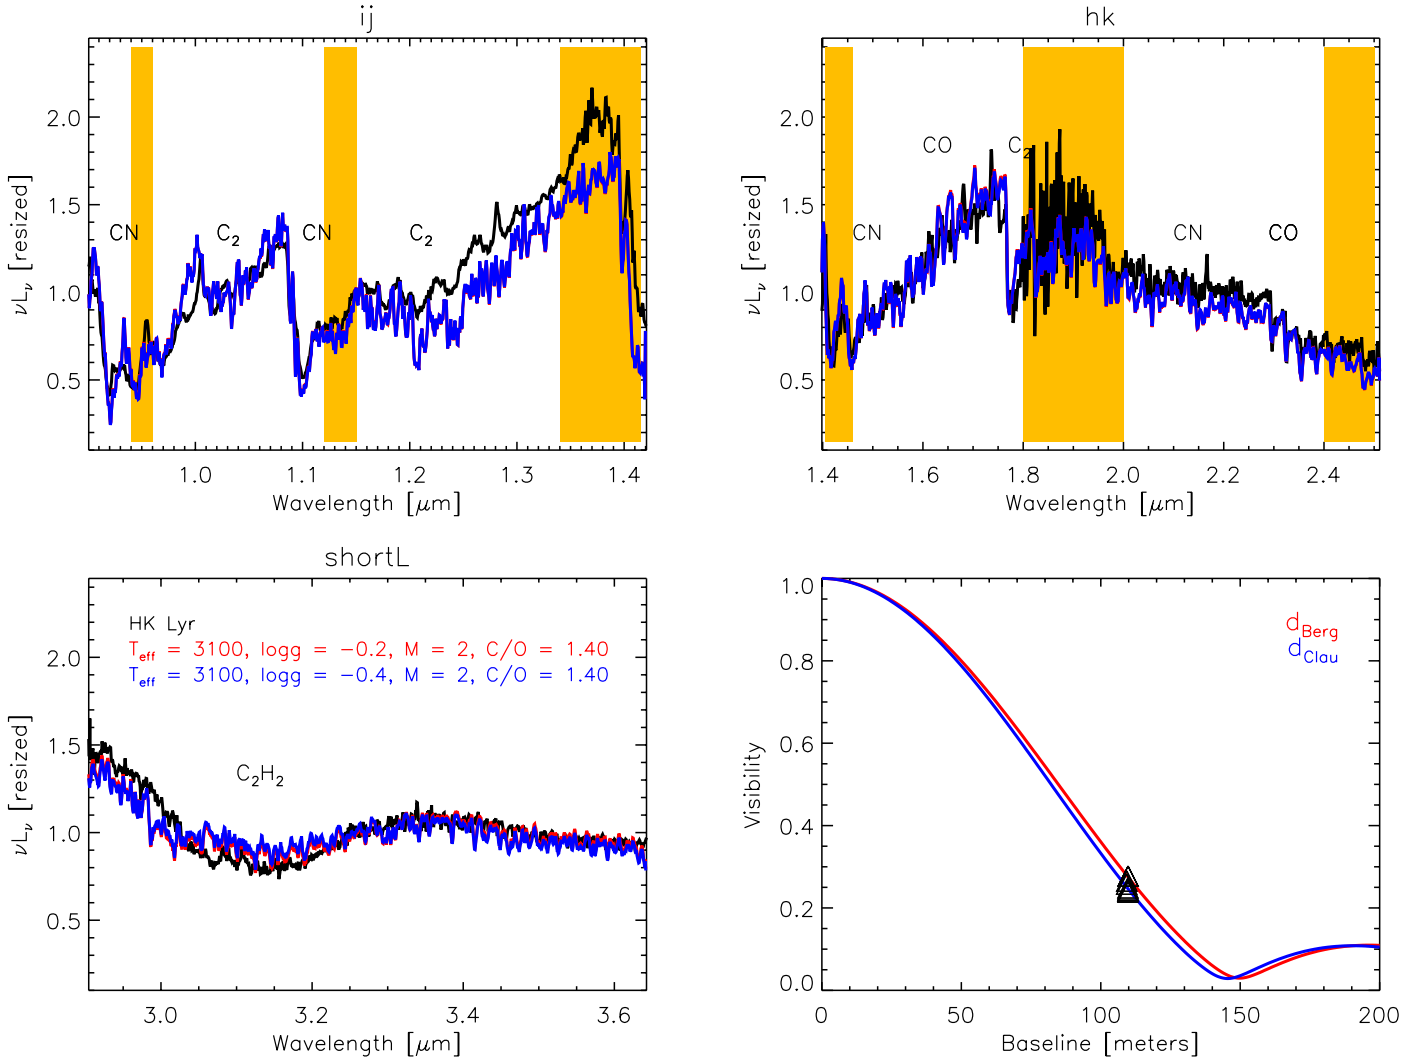 ij
νLν [resized]
2.0
1.5
1.0
0.5
CN
C2
CN
C2
1.0
1.1
1.2
1.3
1.4
Wavelength [μm]
hk
νLν [resized]
2.0
1.5
1.0
0.5
CO
C2
CN
CN
CO
1.4
1.6
1.8
2.0
2.2
2.4
Wavelength [μm]
shortL
νLν [resized]
2.0
1.5
1.0
0.5
HK Lyr
Teff = 3100, logg = −0.2, M = 2, C/O = 1.40
Teff = 3100, logg = −0.4, M = 2, C/O = 1.40
C2H2
3.0
3.2
3.4
3.6
Wavelength [μm]
Visibility
1.0
0.8
0.6
0.4
0.2
0.0
dBerg
dClau
0
50
100
150
200
Baseline [meters]